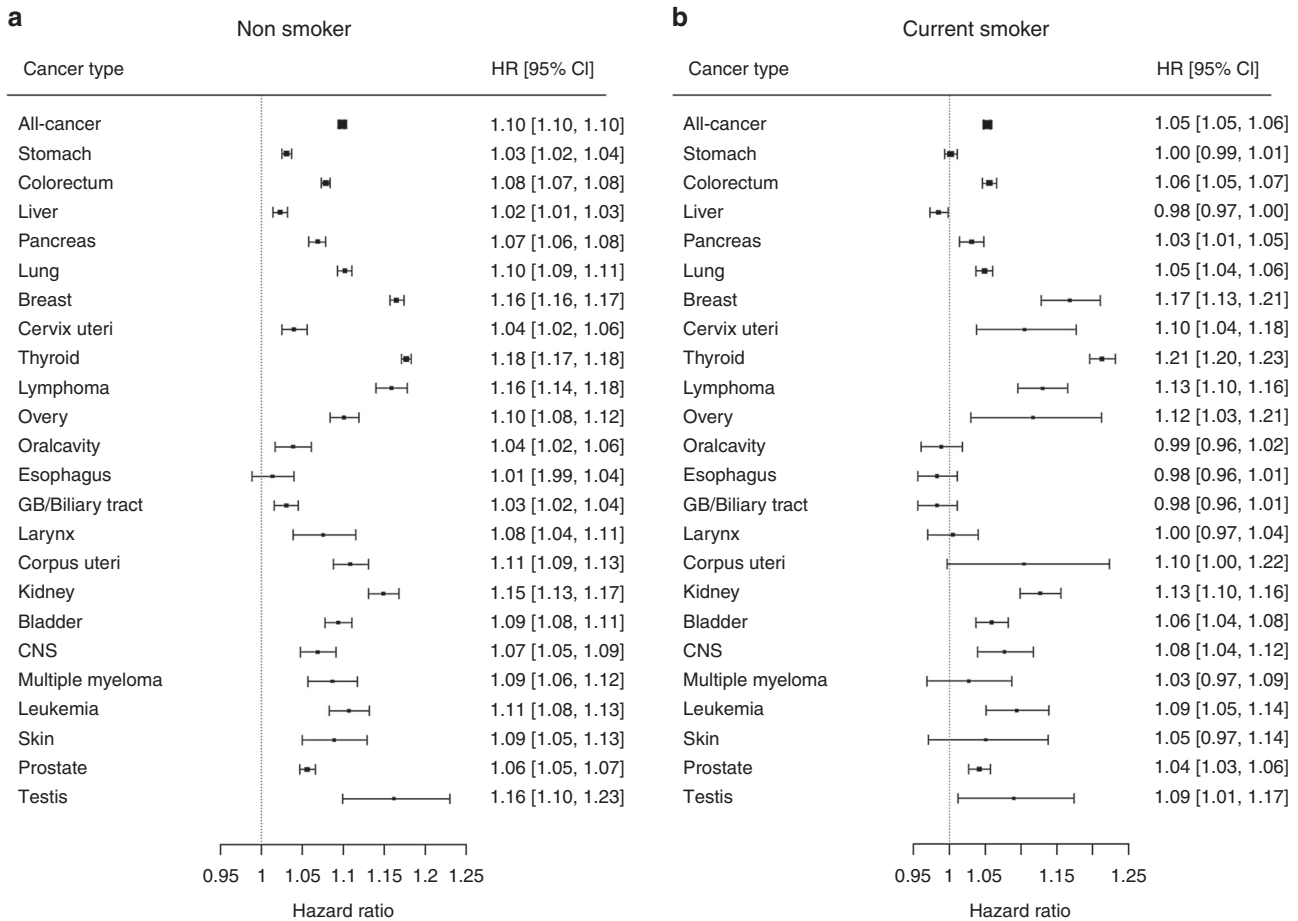 a
Non smoker
Cancer type HR [95% CI]
All-cancer 1.10 [1.10, 1.10]
Stomach 1.03 [1.02, 1.04]
Colorectum 1.08 [1.07, 1.08]
Liver 1.02 [1.01, 1.03]
Pancreas 1.07 [1.06, 1.08]
Lung 1.10 [1.09, 1.11]
Breast 1.16 [1.16, 1.17]
Cervix uteri 1.04 [1.02, 1.06]
Thyroid 1.18 [1.17, 1.18]
Lymphoma 1.16 [1.14, 1.18]
Overy 1.10 [1.08, 1.12]
Oralcavity 1.04 [1.02, 1.06]
Esophagus 1.01 [1.99, 1.04]
GB/Biliary tract 1.03 [1.02, 1.04]
Larynx 1.08 [1.04, 1.11]
Corpus uteri 1.11 [1.09, 1.13]
Kidney 1.15 [1.13, 1.17]
Bladder 1.09 [1.08, 1.11]
CNS 1.07 [1.05, 1.09]
Multiple myeloma 1.09 [1.06, 1.12]
Leukemia 1.11 [1.08, 1.13]
Skin 1.09 [1.05, 1.13]
Prostate 1.06 [1.05, 1.07]
Testis 1.16 [1.10, 1.23]
0.95 1 1.05 1.1 1.15 1.25
Hazard ratio
b
Current smoker
Cancer type HR [95% CI]
All-cancer 1.05 [1.05, 1.06]
Stomach 1.00 [0.99, 1.01]
Colorectum 1.06 [1.05, 1.07]
Liver 0.98 [0.97, 1.00]
Pancreas 1.03 [1.01, 1.05]
Lung 1.05 [1.04, 1.06]
Breast 1.17 [1.13, 1.21]
Cervix uteri 1.10 [1.04, 1.18]
Thyroid 1.21 [1.20, 1.23]
Lymphoma 1.13 [1.10, 1.16]
Overy 1.12 [1.03, 1.21]
Oralcavity 0.99 [0.96, 1.02]
Esophagus 0.98 [0.96, 1.01]
GB/Biliary tract 0.98 [0.96, 1.01]
Larynx 1.00 [0.97, 1.04]
Corpus uteri 1.10 [1.00, 1.22]
Kidney 1.13 [1.10, 1.16]
Bladder 1.06 [1.04, 1.08]
CNS 1.08 [1.04, 1.12]
Multiple myeloma 1.03 [0.97, 1.09]
Leukemia 1.09 [1.05, 1.14]
Skin 1.05 [0.97, 1.14]
Prostate 1.04 [1.03, 1.06]
Testis 1.09 [1.01, 1.17]
0.95 1 1.05 1.15 1.25
Hazard ratio